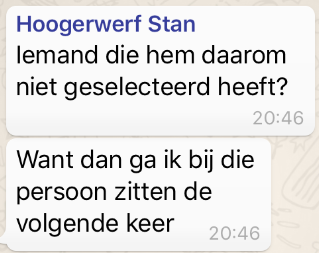 Hoogerwerf Stan
Iemand die hem daarom
niet geselecteerd heeft?
20:46
Want dan ga ik bij die
persoon zitten de
volgende keer
20:46